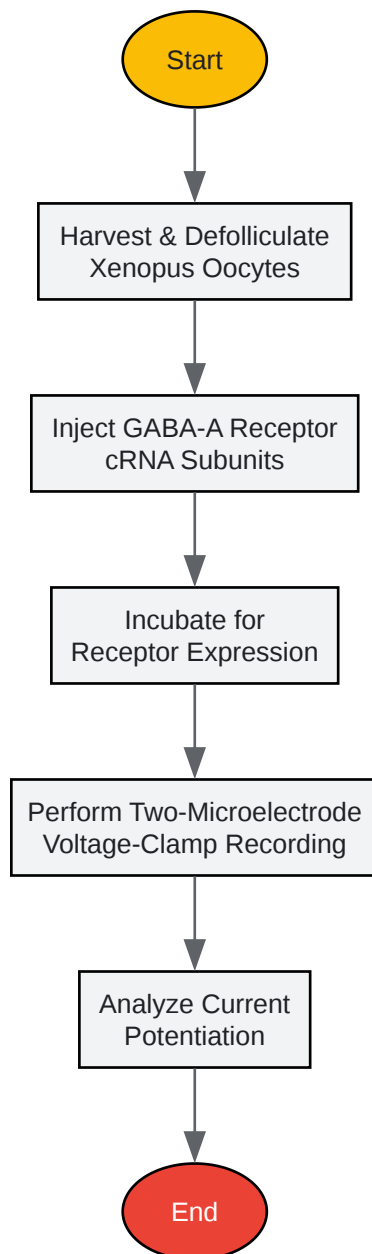 Start
Harvest & Defolliculate
Xenopus Oocytes
Inject GABA-A Receptor
cRNA Subunits
Incubate for
Receptor Expression
Perform Two-Microelectrode
Voltage-Clamp Recording
Analyze Current
Potentiation
End